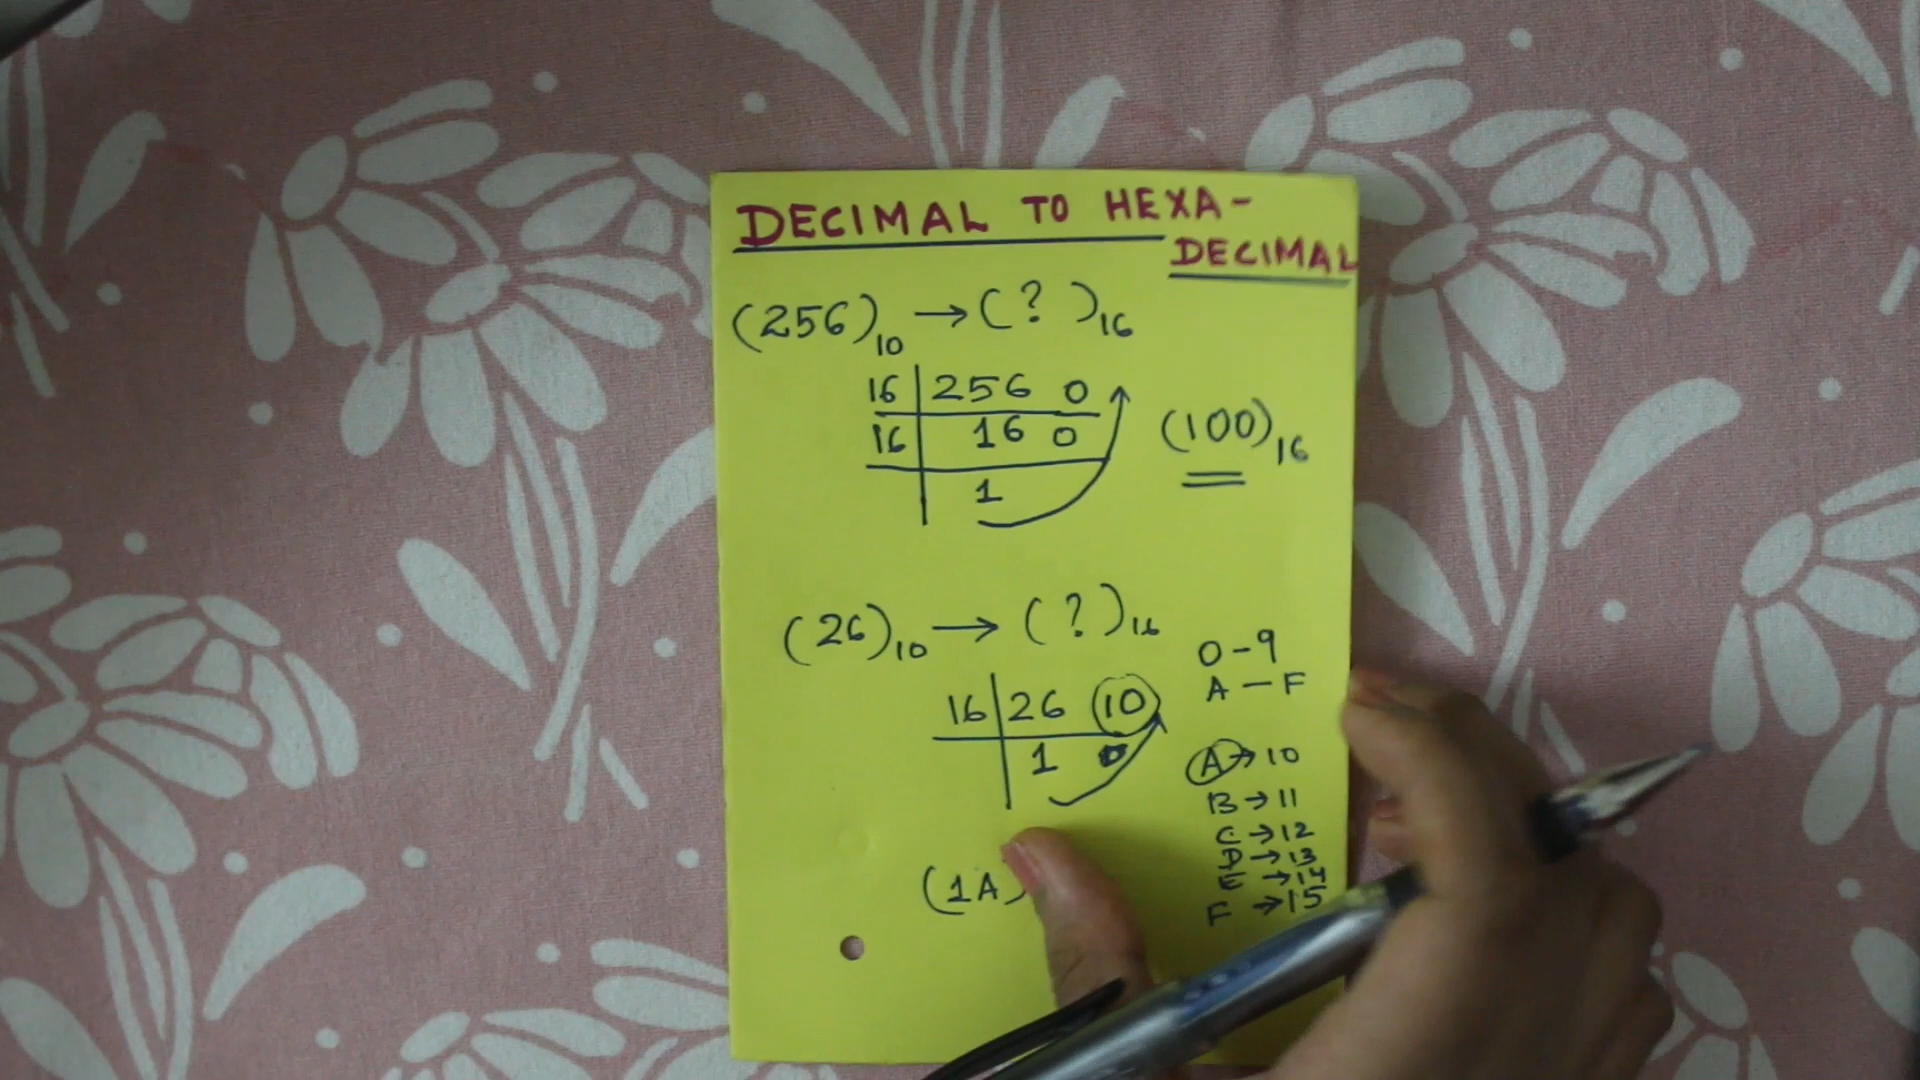 DECIMAL TO HEXA-
DECIMAL
(256)10 → (?)16
16 256 0
16 16 0
1
(100)16
(26)10 → (?)16
16 26 10
1
(1A)
0-9
A-F
A→10
B→11
C→12
D→13
E→14
F→15